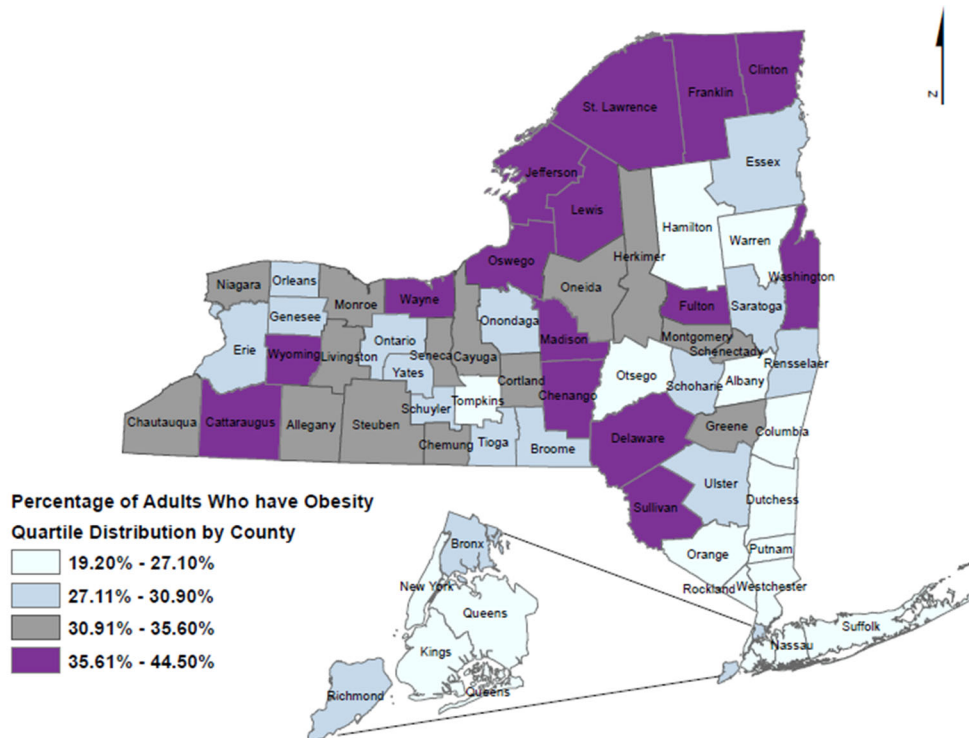 Clinton
Franklin
St. Lawrence
N
Essex
Jefferson
Lewis
Hamilton
Warren
Herkimer
Oswego
Washington
Niagara
Orleans
Oneida
Monroe
Wayne
Fulton
Saratoga
Genesee
Onondaga
Madison
Montgomery
Ontario
Schenectady
Erie
Wyoming
Livingston
Seneca
Cayuga
Rensselaer
Yates
Otsego
Albany
Cortland
Schoharie
Chenango
Tompkins
Schuyler
Chautauqua
Cattaraugus
Allegany
Steuben
Greene
Columbia
Chemung
Tioga
Broome
Delaware
Ulster
Dutchess
Sullivan
Percentage of Adults Who have Obesity
Quartile Distribution by County
19.20% - 27.10%
27.11% - 30.90%
30.91% - 35.60%
35.61% - 44.50%
Bronx
Orange
Putnam
New York
Rockland
Westchester
Queens
Suffolk
Nassau
Kings
Queens
Richmond